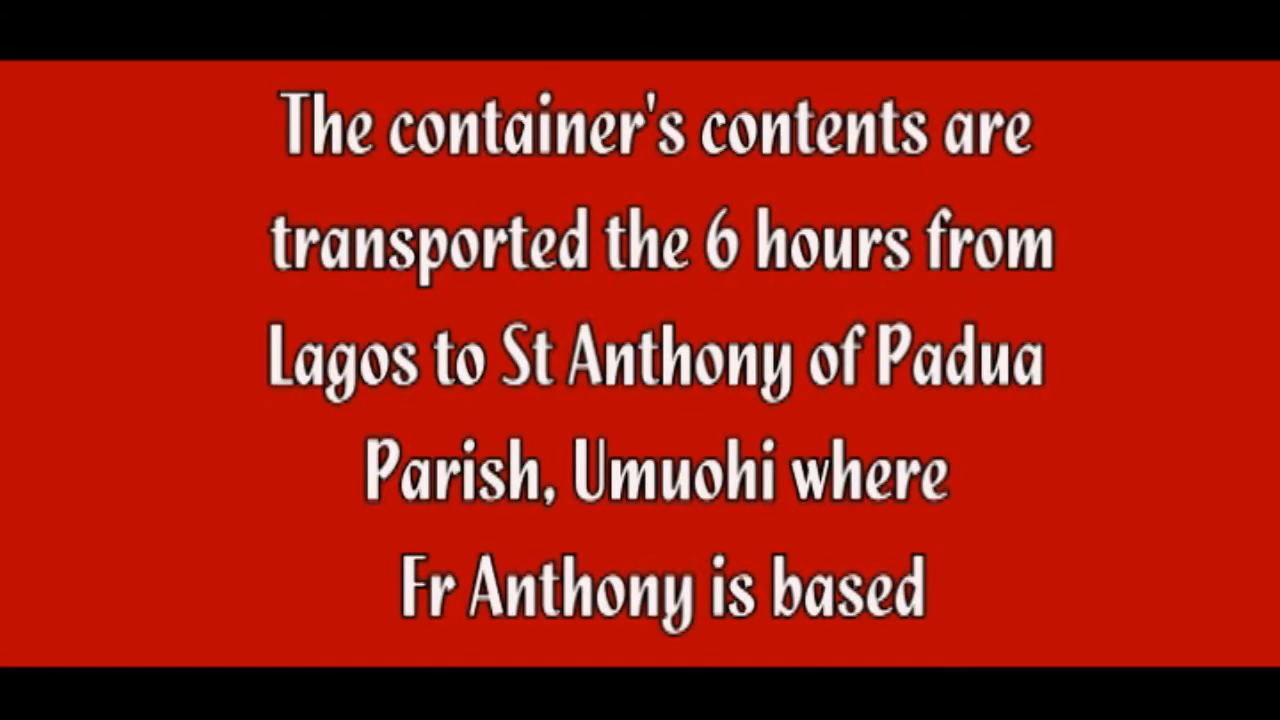 The container's contents are
transported the 6 hours from
Lagos to St Anthony of Padua
Parish, Umuohi where
Fr Anthony is based